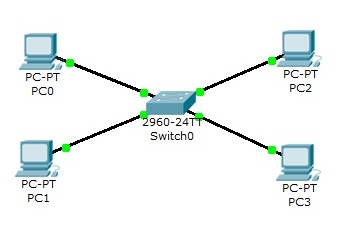 PC-PT
PC0
PC-PT
PC2
2960-24TT
Switch0
PC-PT
PC1
PC-PT
PC3